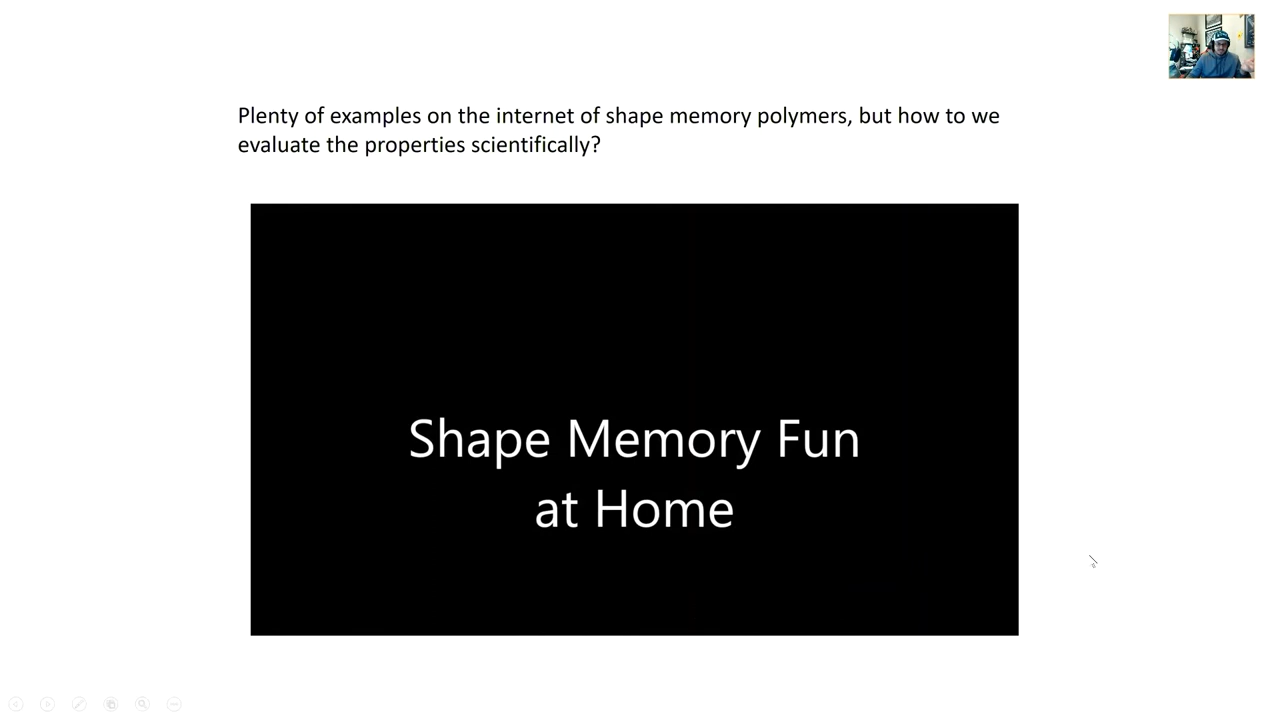 Plenty of examples on the internet of shape memory polymers, but how to we
evaluate the properties scientifically?
Shape Memory Fun
at Home